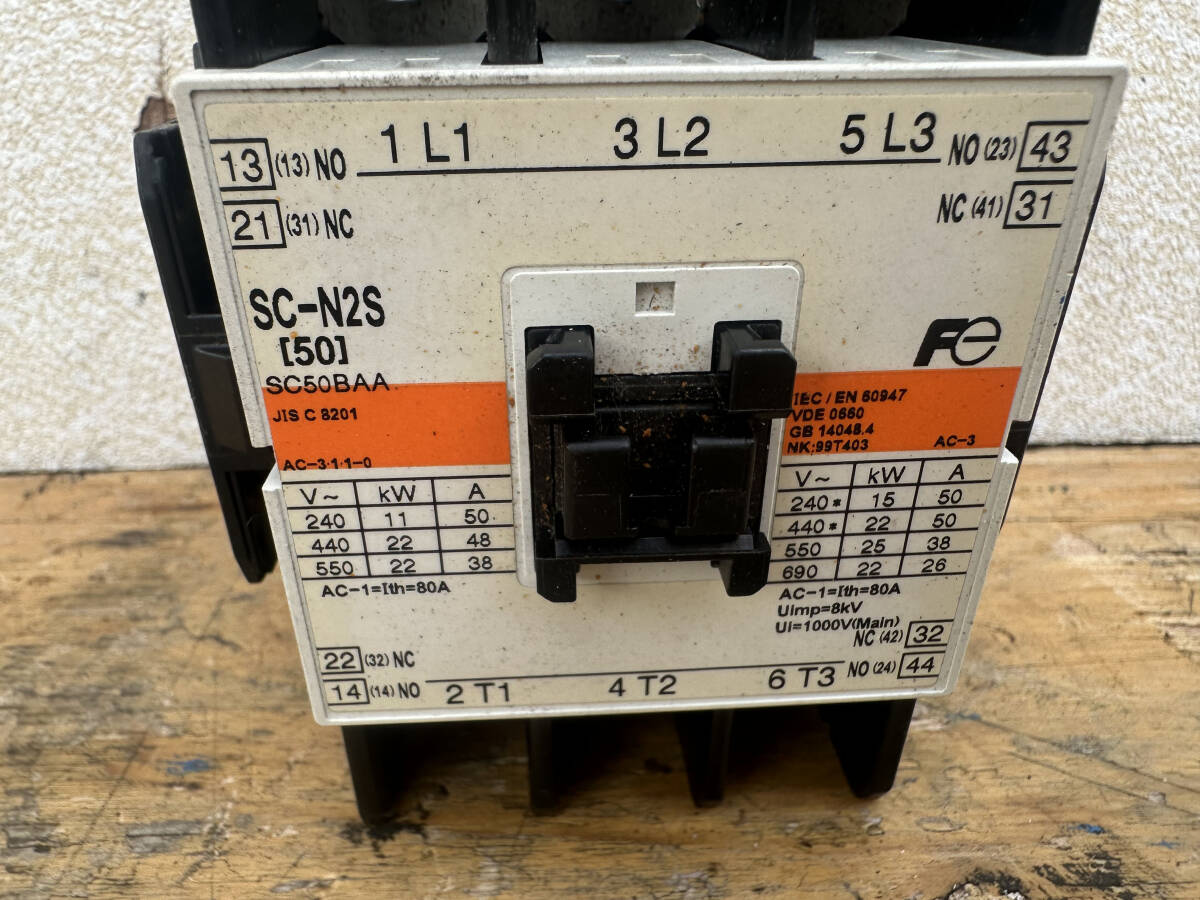 1 L1 3 L2 5 L3
13 (13) NO
NO (23) 43
21 (31) NC
NC (41) 31
SC-N2S
[50]
SC50BAA
Fe
JIS C 8201
AC-3·1·1-0
IEC / EN 60947
VDE 0660
GB 14048.4
NK:99T403 AC-3
V~ kW A
240 11 50
440 22 48
550 22 38
AC-1=Ith=80A
V~ kW A
240* 15 50
440* 22 50
550 25 38
690 22 26
AC-1=Ith=80A
Uimp=8kV
Ui=1000V(Main)
NC (42) 32
22 (32) NC
NO (24) 44
14 (14) NO
2 T1 4 T2 6 T3